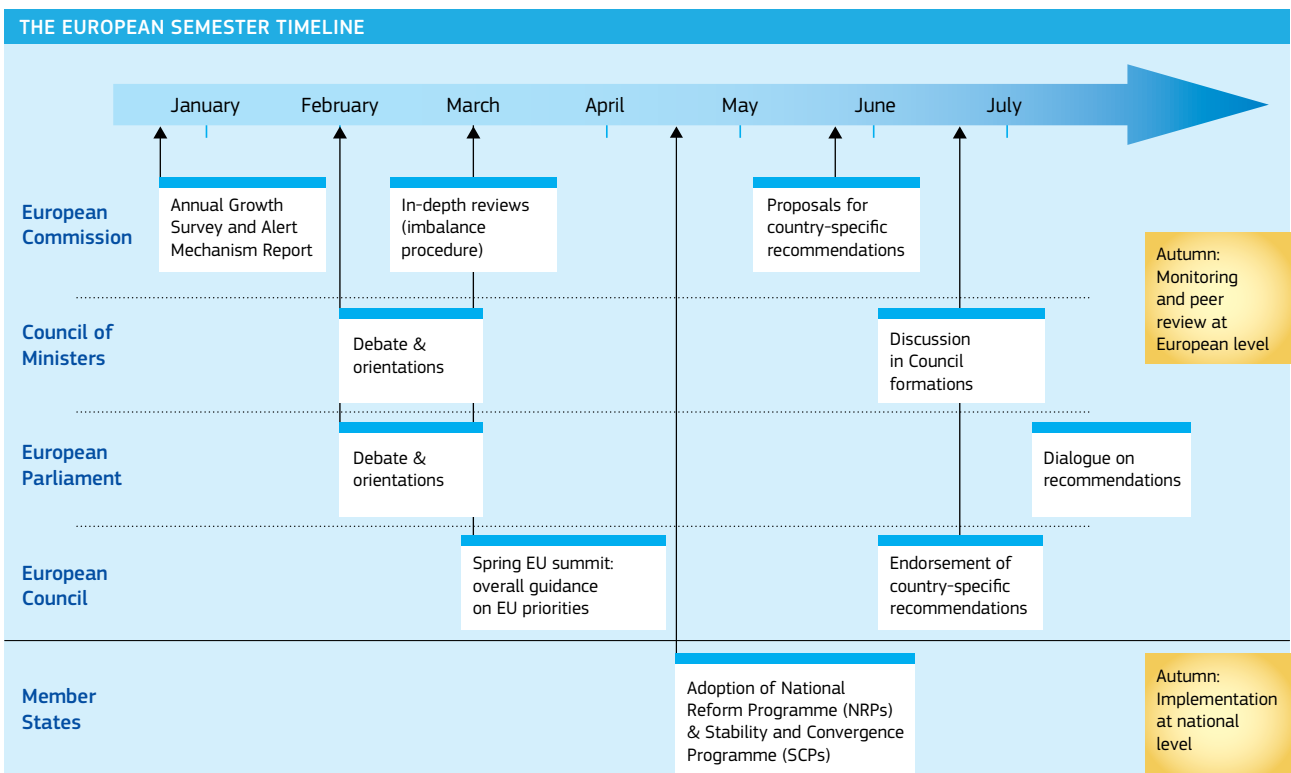 THE EUROPEAN SEMESTER TIMELINE
January February March April May June July
European
Commission
Annual Growth
Survey and Alert
Mechanism Report
In-depth reviews
(imbalance
procedure)
Proposals for
country-specific
recommendations
Autumn:
Monitoring
and peer
review at
European level
Council of
Ministers
Debate &
orientations
Discussion
in Council
formations
European
Parliament
Debate &
orientations
Dialogue on
recommendations
European
Council
Spring EU summit:
overall guidance
on EU priorities
Endorsement of
country-specific
recommendations
Member
States
Adoption of National
Reform Programme (NRPs)
& Stability and Convergence
Programme (SCPs)
Autumn:
Implementation
at national
level